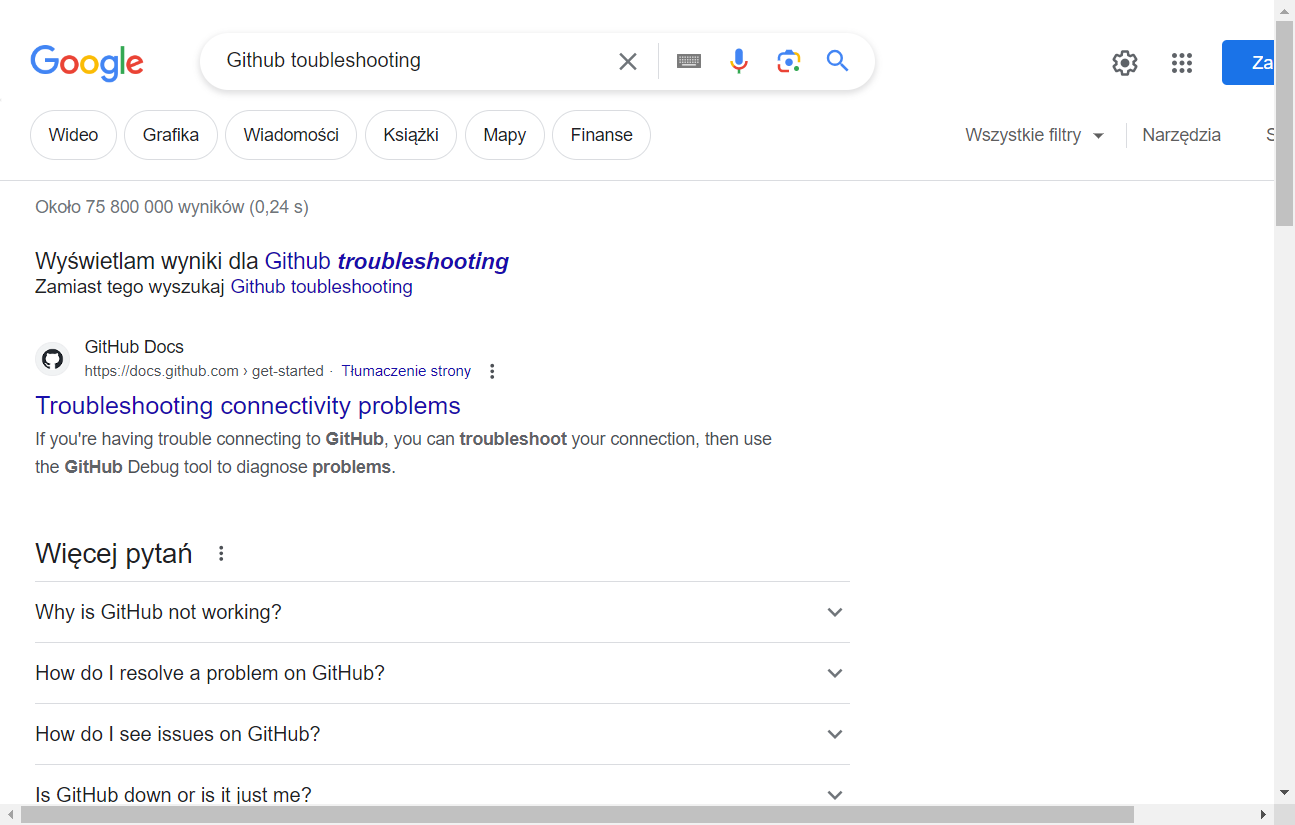 Google
Github toubleshooting
Za
Wideo
Grafika
Wiadomości
Książki
Mapy
Finanse
Wszystkie filtry
Narzędzia
Około 75 800 000 wyników (0,24 s)
Wyświetlam wyniki dla Github troubleshooting
Zamiast tego wyszukaj Github toubleshooting
GitHub Docs
https://docs.github.com › get-started · Tłumaczenie strony
Troubleshooting connectivity problems
If you're having trouble connecting to GitHub, you can troubleshoot your connection, then use
the GitHub Debug tool to diagnose problems.
Więcej pytań
Why is GitHub not working?
How do I resolve a problem on GitHub?
How do I see issues on GitHub?
Is GitHub down or is it just me?